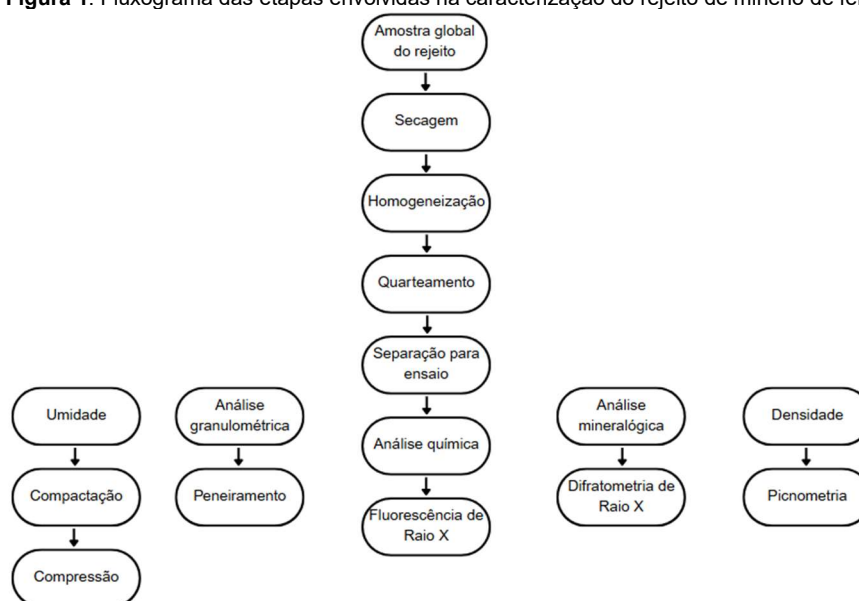 Figura 1. Fluxograma das etapas envolvidas na caracterização do rejeito de minério de
Amostra global
do rejeito
Secagem
Homogeneização
Quarteamento
Separação para
ensaio
Umidade
Análise
granulométrica
Análise química
Análise
mineralógica
Densidade
Compactação
Peneiramento
Fluorescência de
Raio X
Difratometria de
Raio X
Picnometria
Compressão